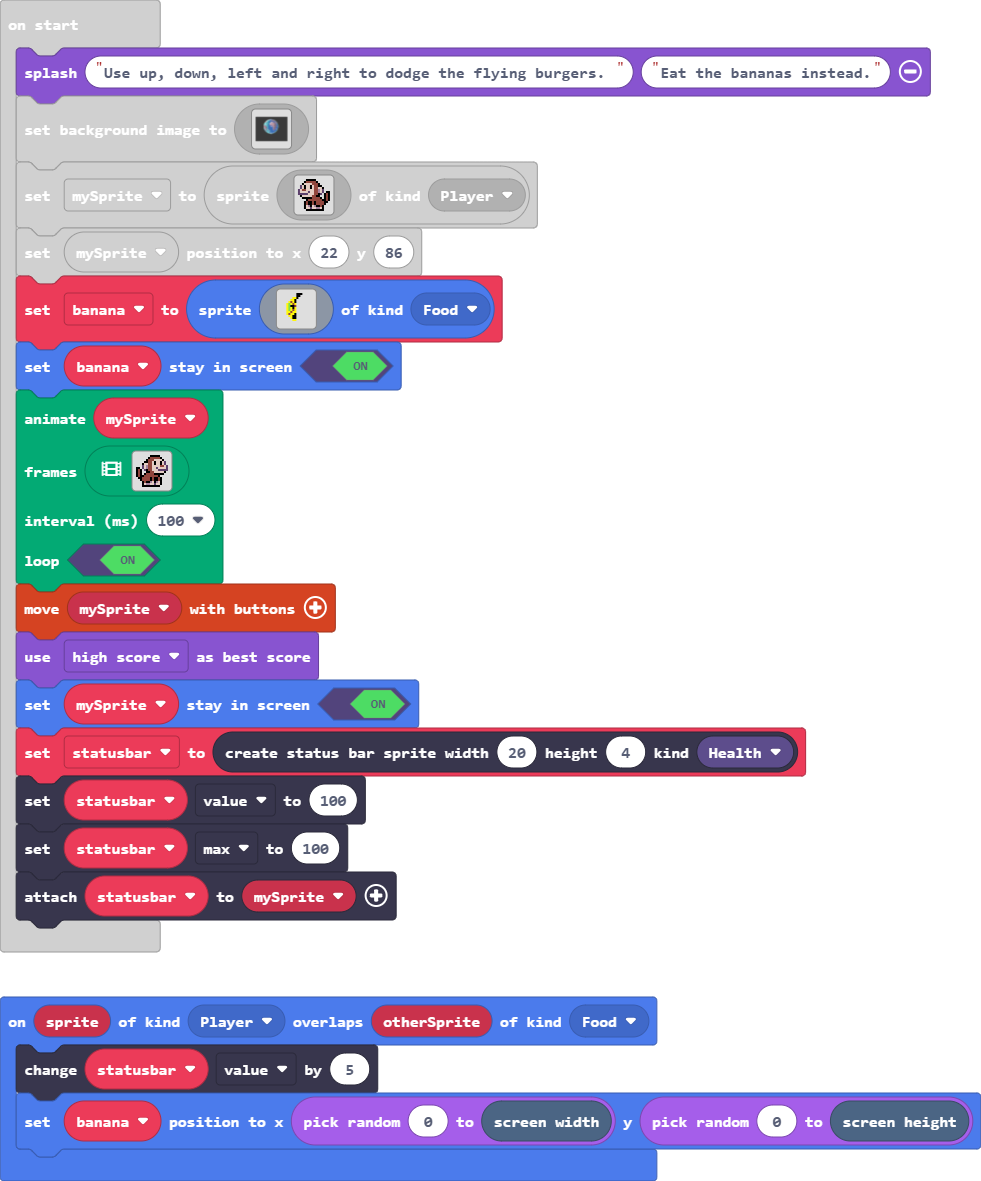 on start
splash "Use up, down, left and right to dodge the flying burgers. " "Eat the bananas instead."
set background image to
set mySprite to sprite of kind Player
set mySprite position to x 22 y 86
set banana to sprite of kind Food
set banana stay in screen ON
animate mySprite
frames
interval (ms) 100
loop ON
move mySprite with buttons
use high score as best score
set mySprite stay in screen ON
set statusbar to create status bar sprite width 20 height 4 kind Health
set statusbar value to 100
set statusbar max to 100
attach statusbar to mySprite
on sprite of kind Player overlaps otherSprite of kind Food
change statusbar value by 5
set banana position to x pick random 0 to screen width y pick random 0 to screen height